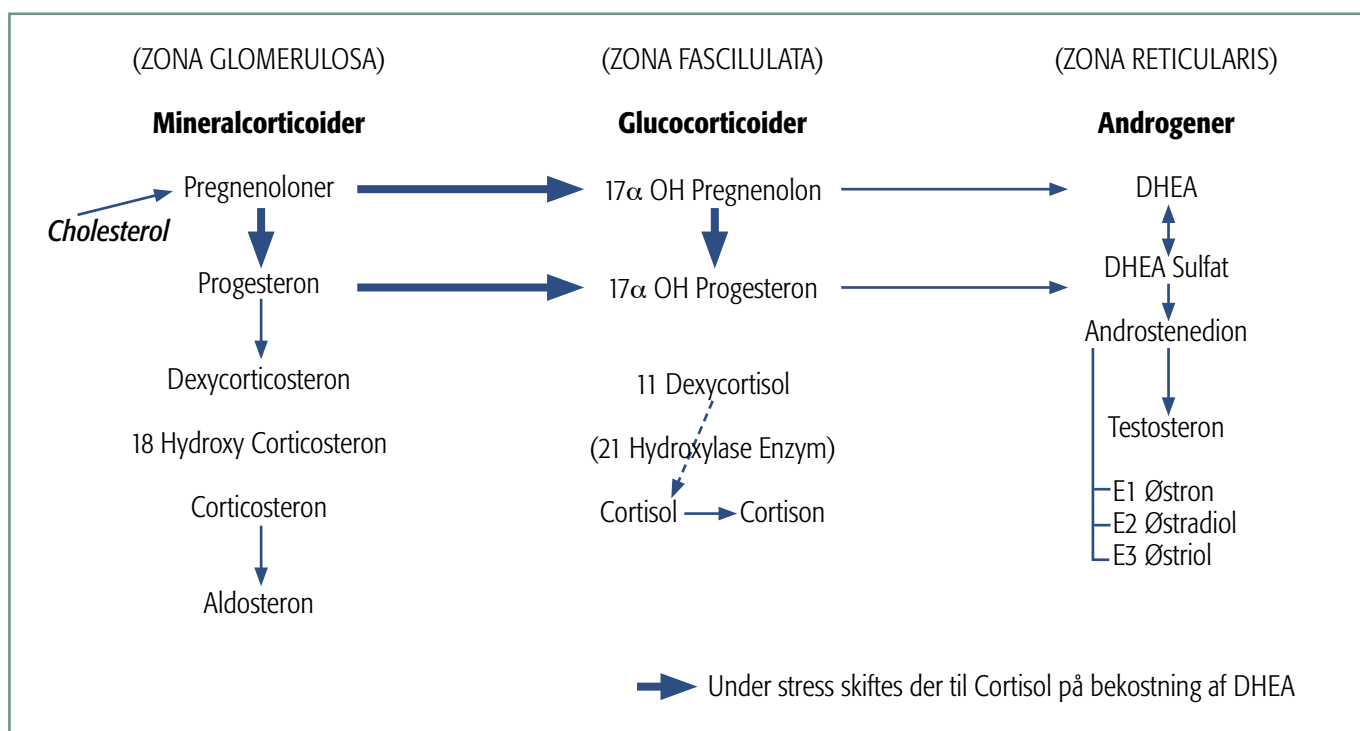 (ZONA GLOMERULOSA)
Mineralcorticoider
Pregnenoloner
Cholesterol
Progesteron
Dexycorticosteron
18 Hydroxy Corticosteron
Corticosteron
Aldosteron
(ZONA FASCILULATA)
Glucocorticoider
17α OH Pregnenolon
17α OH Progesteron
11 Dexycortisol
(21 Hydroxylase Enzym)
Cortisol
Cortison
(ZONA RETICULARIS)
Androgener
DHEA
DHEA Sulfat
Androstenedion
Testosteron
E1 Østron
E2 Østradiol
E3 Østriol
Under stress skiftes der til Cortisol på bekostning af DHEA